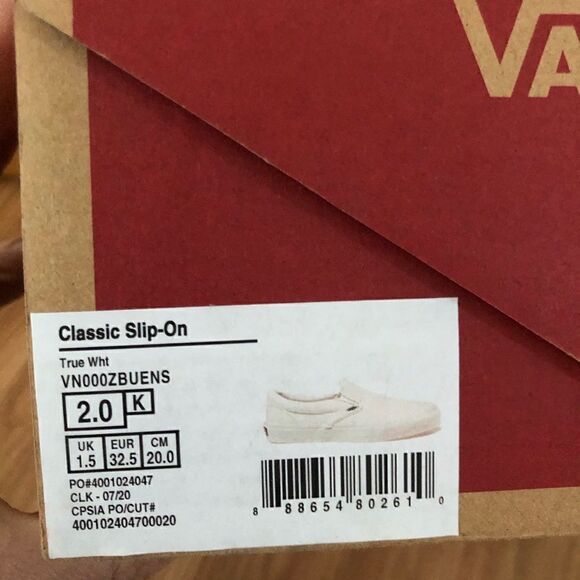 VA
Classic Slip-On
True Wht
VN000ZBUENS
2.0 K
UK EUR CM
1.5 32.5 20.0
PO#4001024047
CLK - 07/20
CPSIA PO/CUT#
400102404700020
8 88654 80261 0